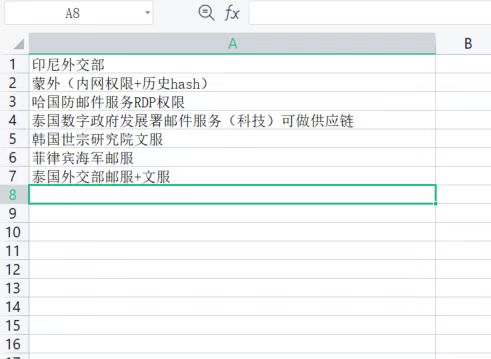 A8
fx
A B
1 印尼外交部
2 蒙外（内网权限+历史hash）
3 哈国防邮件服务RDP权限
4 泰国数字政府发展署邮件服务（科技）可做供应链
5 韩国世宗研究院文服
6 菲律宾海军邮服
7 泰国外交部邮服+文服
8
9
10
11
12
13
14
15
16